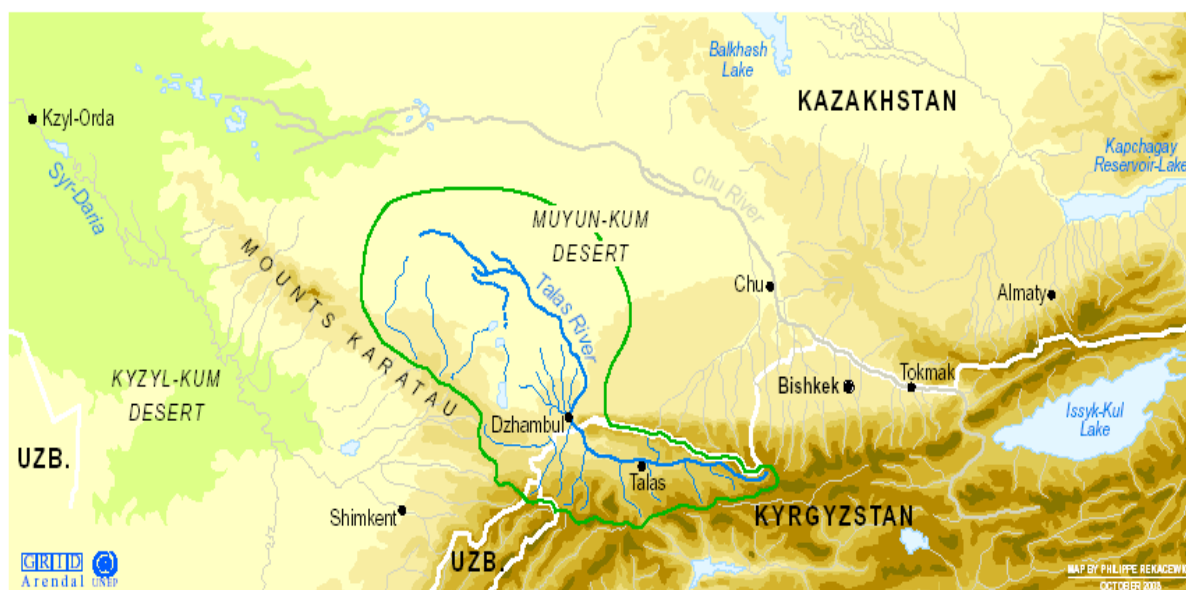 Balkhash
Lake
KAZAKHSTAN
Kzyl-Orda
Kapchagay
Reservoir-Lake
Syr-Daria
Chu River
MUYUN-KUM
DESERT
MOUNTS KARATAU
Talas River
Chu
Almaty
KYZYL-KUM
DESERT
Bishkek
Tokmak
Issyk-Kul
Lake
Dzhambul
UZB.
Talas
Shimkent
KYRGYZSTAN
UZB.
GRID
Arendal
UNEP
MAP BY PHILIPPE REKACEWI
OCTOBER